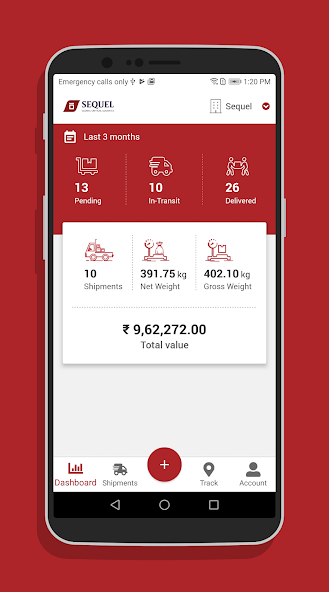 Emergency calls only
1:20 PM
SEQUEL
Sequel
Last 3 months
13
Pending
10
In-Transit
26
Delivered
10
Shipments
391.75 kg
Net Weight
402.10 kg
Gross Weight
₹ 9,62,272.00
Total value
+
Dashboard
Shipments
Track
Account